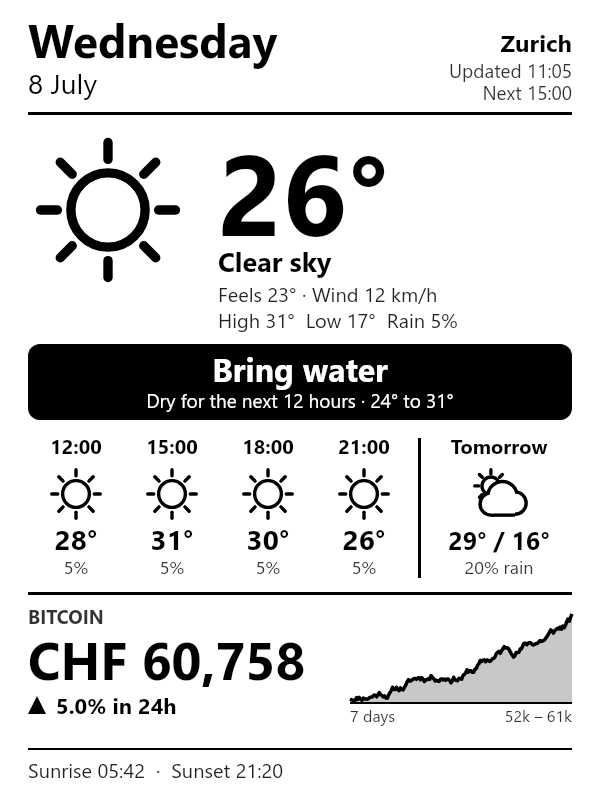 Wednesday
8 July
Zurich
Updated 11:05
Next 15:00
26°
Clear sky
Feels 23° · Wind 12 km/h
High 31°  Low 17°  Rain 5%
Bring water
Dry for the next 12 hours · 24° to 31°
12:00 15:00 18:00 21:00 Tomorrow
28° 31° 30° 26° 29° / 16°
5% 5% 5% 5% 20% rain
BITCOIN
CHF 60,758
▲ 5.0% in 24h
7 days 52k – 61k
Sunrise 05:42 · Sunset 21:20